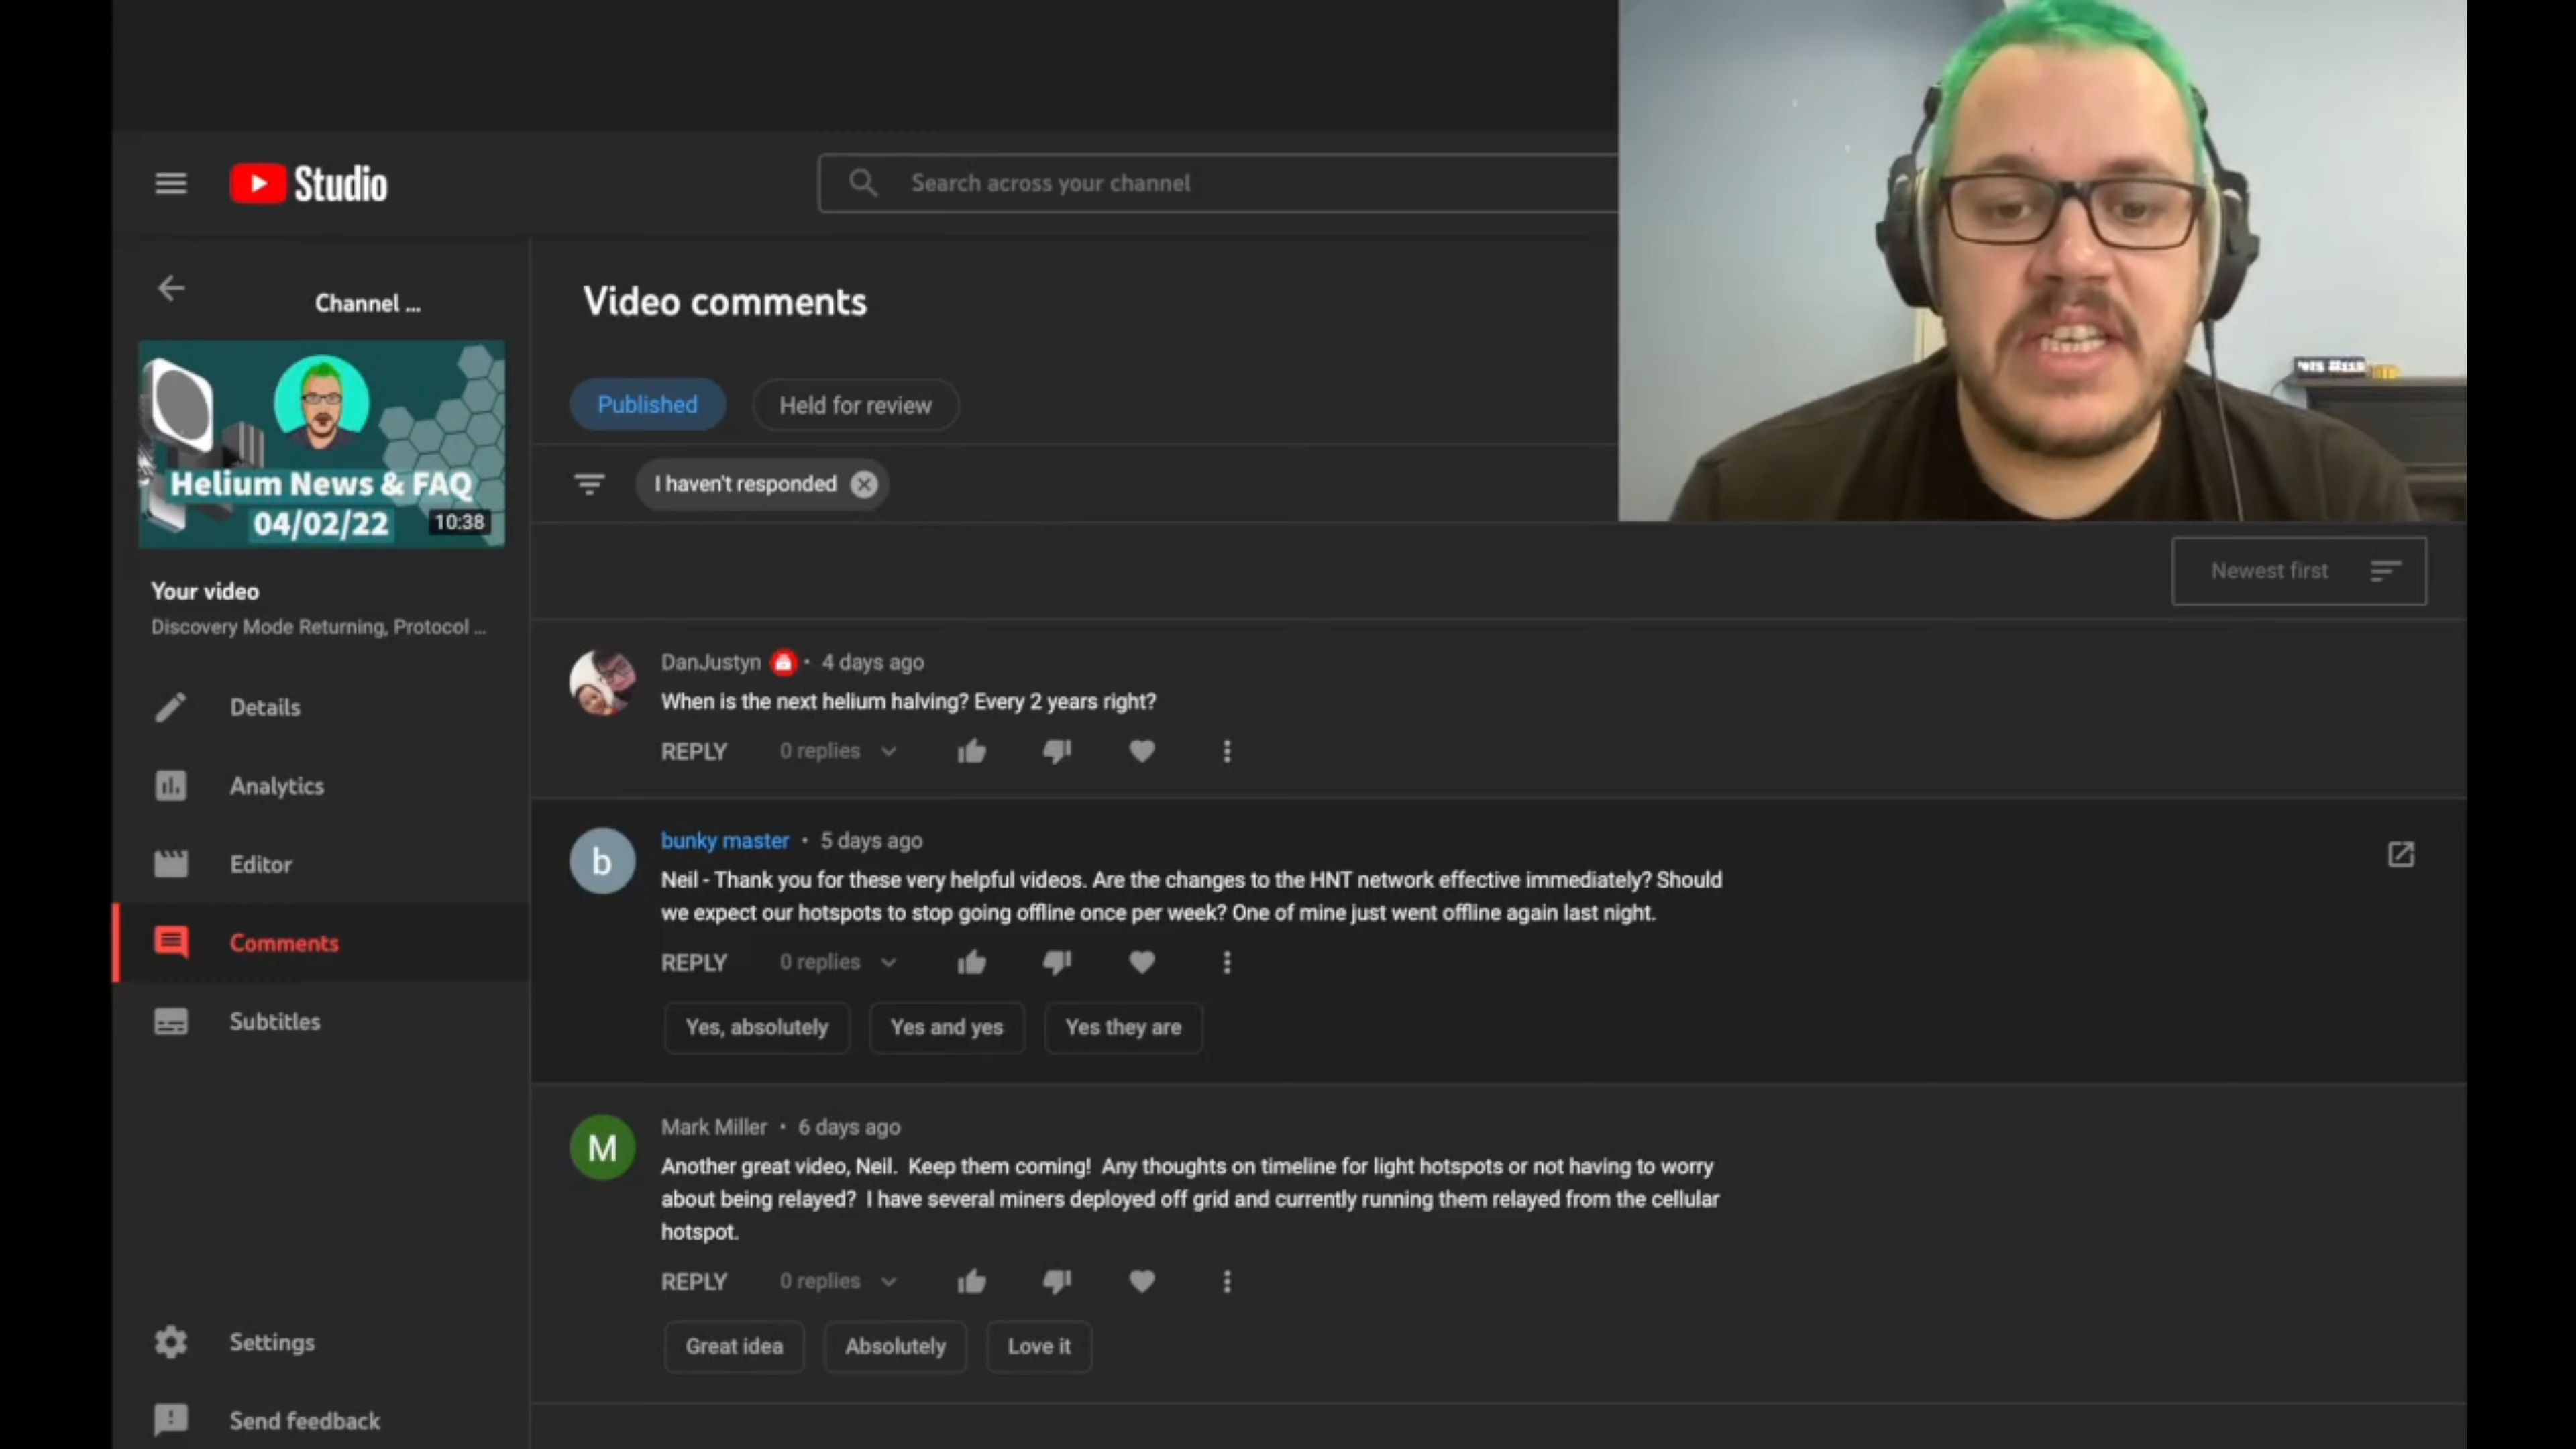 Studio
Search across your channel
Channel ...
Helium News & FAQ
04/02/22
10:38
Your video
Discovery Mode Returning, Protocol ...
Details
Analytics
Editor
Comments
Subtitles
Settings
Send feedback
Video comments
Published
Held for review
I haven't responded
Newest first
DanJustyn • 4 days ago
When is the next helium halving? Every 2 years right?
REPLY 0 replies
b
bunky master • 5 days ago
Neil - Thank you for these very helpful videos. Are the changes to the HNT network effective immediately? Should
we expect our hotspots to stop going offline once per week? One of mine just went offline again last night.
REPLY 0 replies
Yes, absolutely Yes and yes Yes they are
M
Mark Miller • 6 days ago
Another great video, Neil. Keep them coming! Any thoughts on timeline for light hotspots or not having to worry
about being relayed? I have several miners deployed off grid and currently running them relayed from the cellular
hotspot.
REPLY 0 replies
Great idea Absolutely Love it